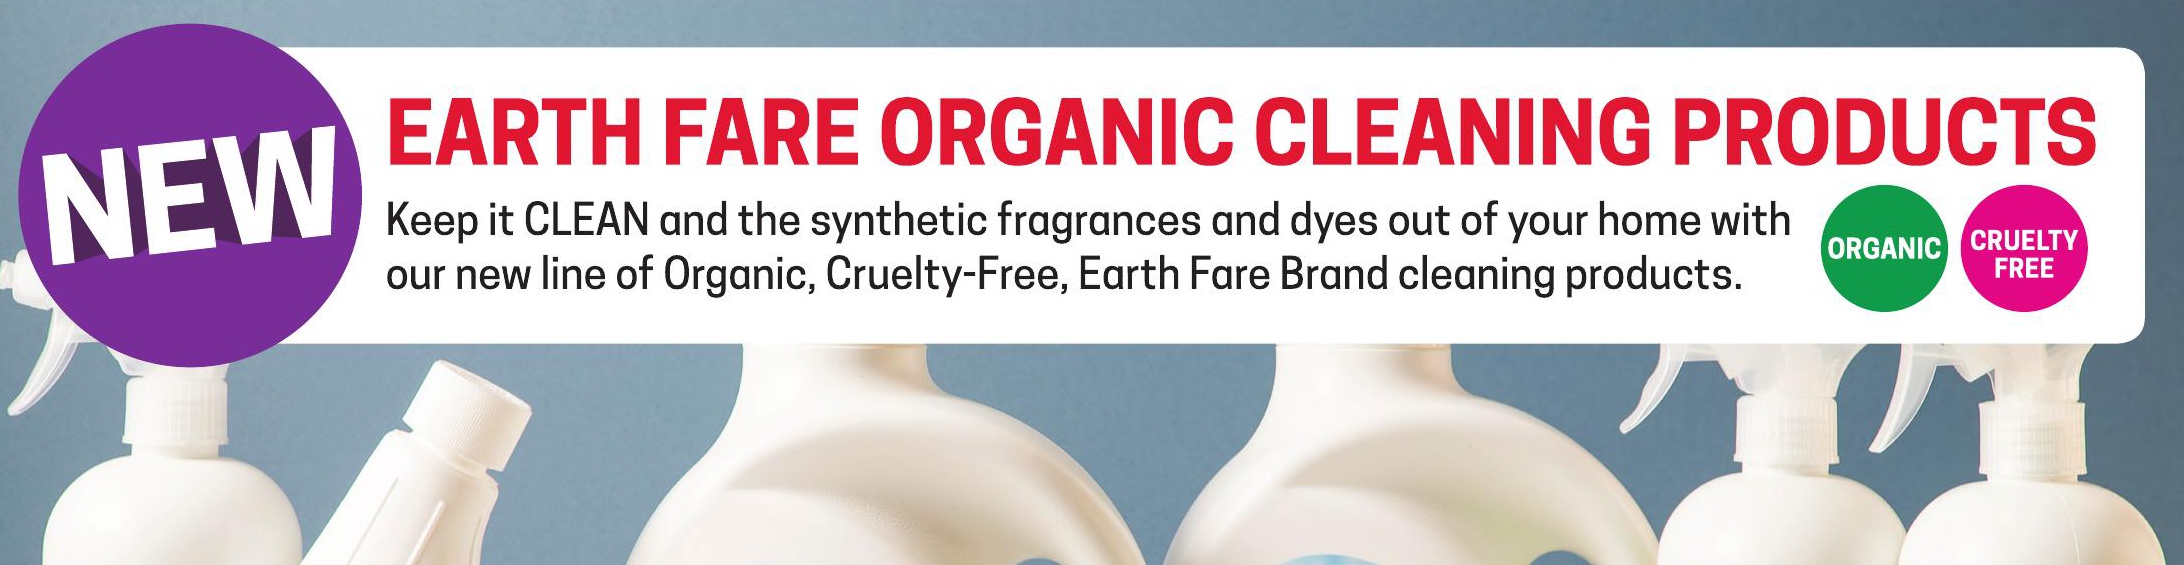 NEW
EARTH FARE ORGANIC CLEANING PRODUCTS
Keep it CLEAN and the synthetic fragrances and dyes out of your home with
our new line of Organic, Cruelty-Free, Earth Fare Brand cleaning products.
ORGANIC
CRUELTY
FREE